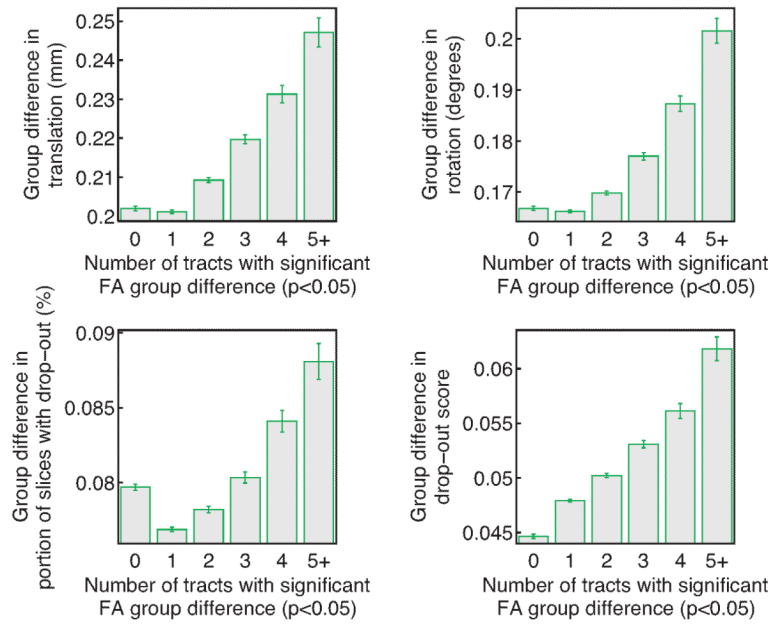 Group difference in
translation (mm)
0.25
0.24
0.23
0.22
0.21
0.2
0 1 2 3 4 5+
Number of tracts with significant
FA group difference (p<0.05)
Group difference in
rotation (degrees)
0.2
0.19
0.18
0.17
0 1 2 3 4 5+
Number of tracts with significant
FA group difference (p<0.05)
Group difference in
portion of slices with drop−out (%)
0.09
0.085
0.08
0 1 2 3 4 5+
Number of tracts with significant
FA group difference (p<0.05)
Group difference in
drop−out score
0.06
0.055
0.05
0.045
0 1 2 3 4 5+
Number of tracts with significant
FA group difference (p<0.05)